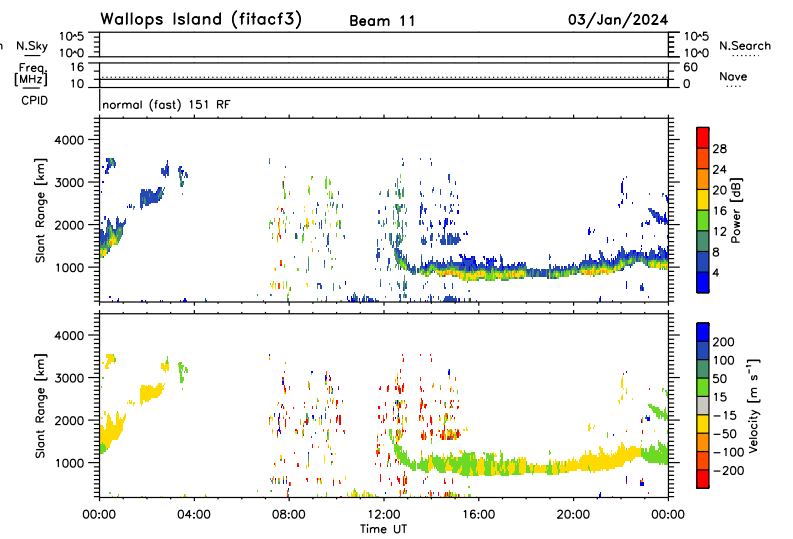 Wallops Island (fitacf3) Beam 11 03/Jan/2024
N.Sky 10^5 10^0 10^5 10^0 N.Search
Freq. [MHz] 16 10 60 0 Nave
CPID normal (fast) 151 RF
Slant Range [km] 4000 3000 2000 1000
28 24 20 16 12 8 4 Power [dB]
Slant Range [km] 4000 3000 2000 1000
200 100 50 15 −15 −50 −100 −200 Velocity [m s⁻¹]
00:00 04:00 08:00 12:00 16:00 20:00 00:00
Time UT